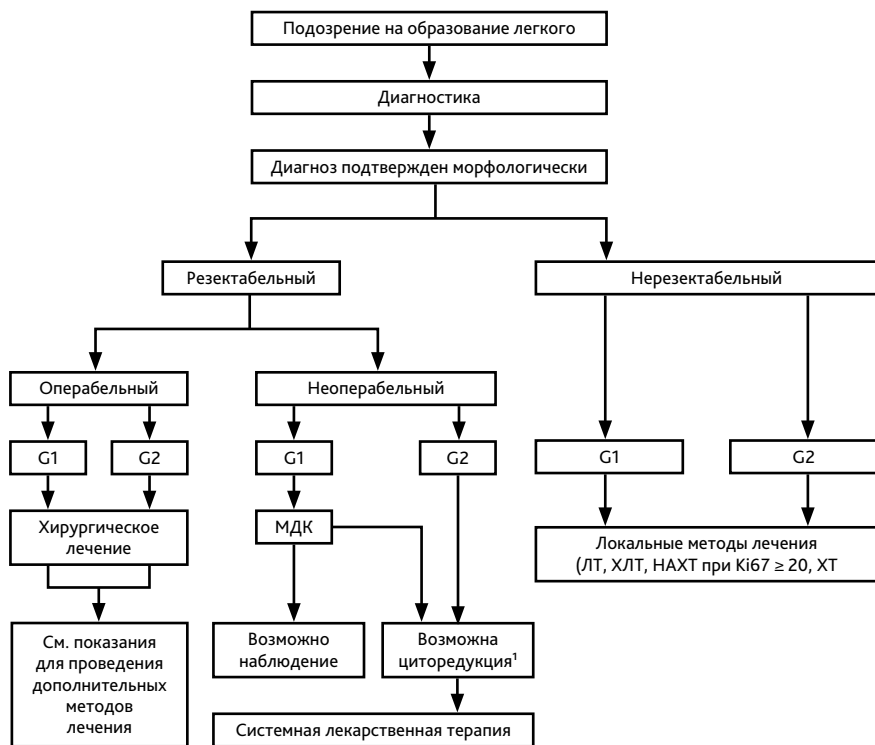 Подозрение на образование легкого
Диагностика
Диагноз подтвержден морфологически
Резектабельный
Нерезектабельный
Операбельный
Неоперабельный
G1
G2
G1
G2
G1
G2
Хирургическое
лечение
МДК
Локальные методы лечения
(ЛТ, ХЛТ, НАХТ при Ki67 ≥ 20, ХТ
См. показания
для проведения
дополнительных
методов
лечения
Возможно
наблюдение
Возможна
циторедукция¹
Системная лекарственная терапия